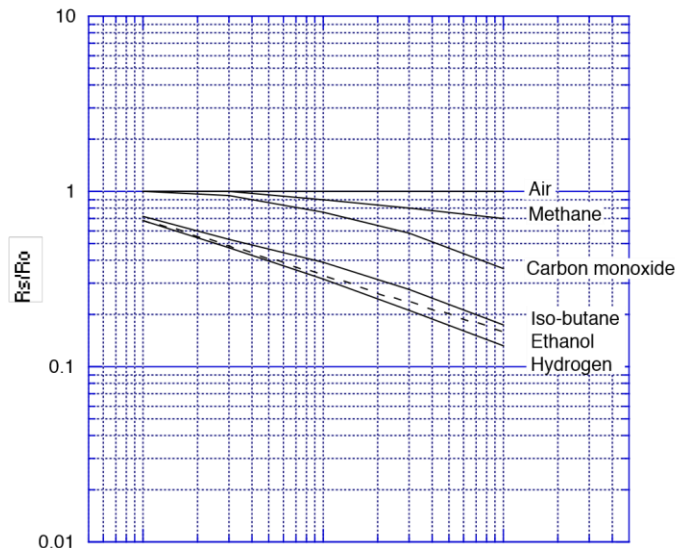 10
1
Air
Methane
Rs/Ro
Carbon monoxide
Iso-butane
Ethanol
0.1
Hydrogen
0.01